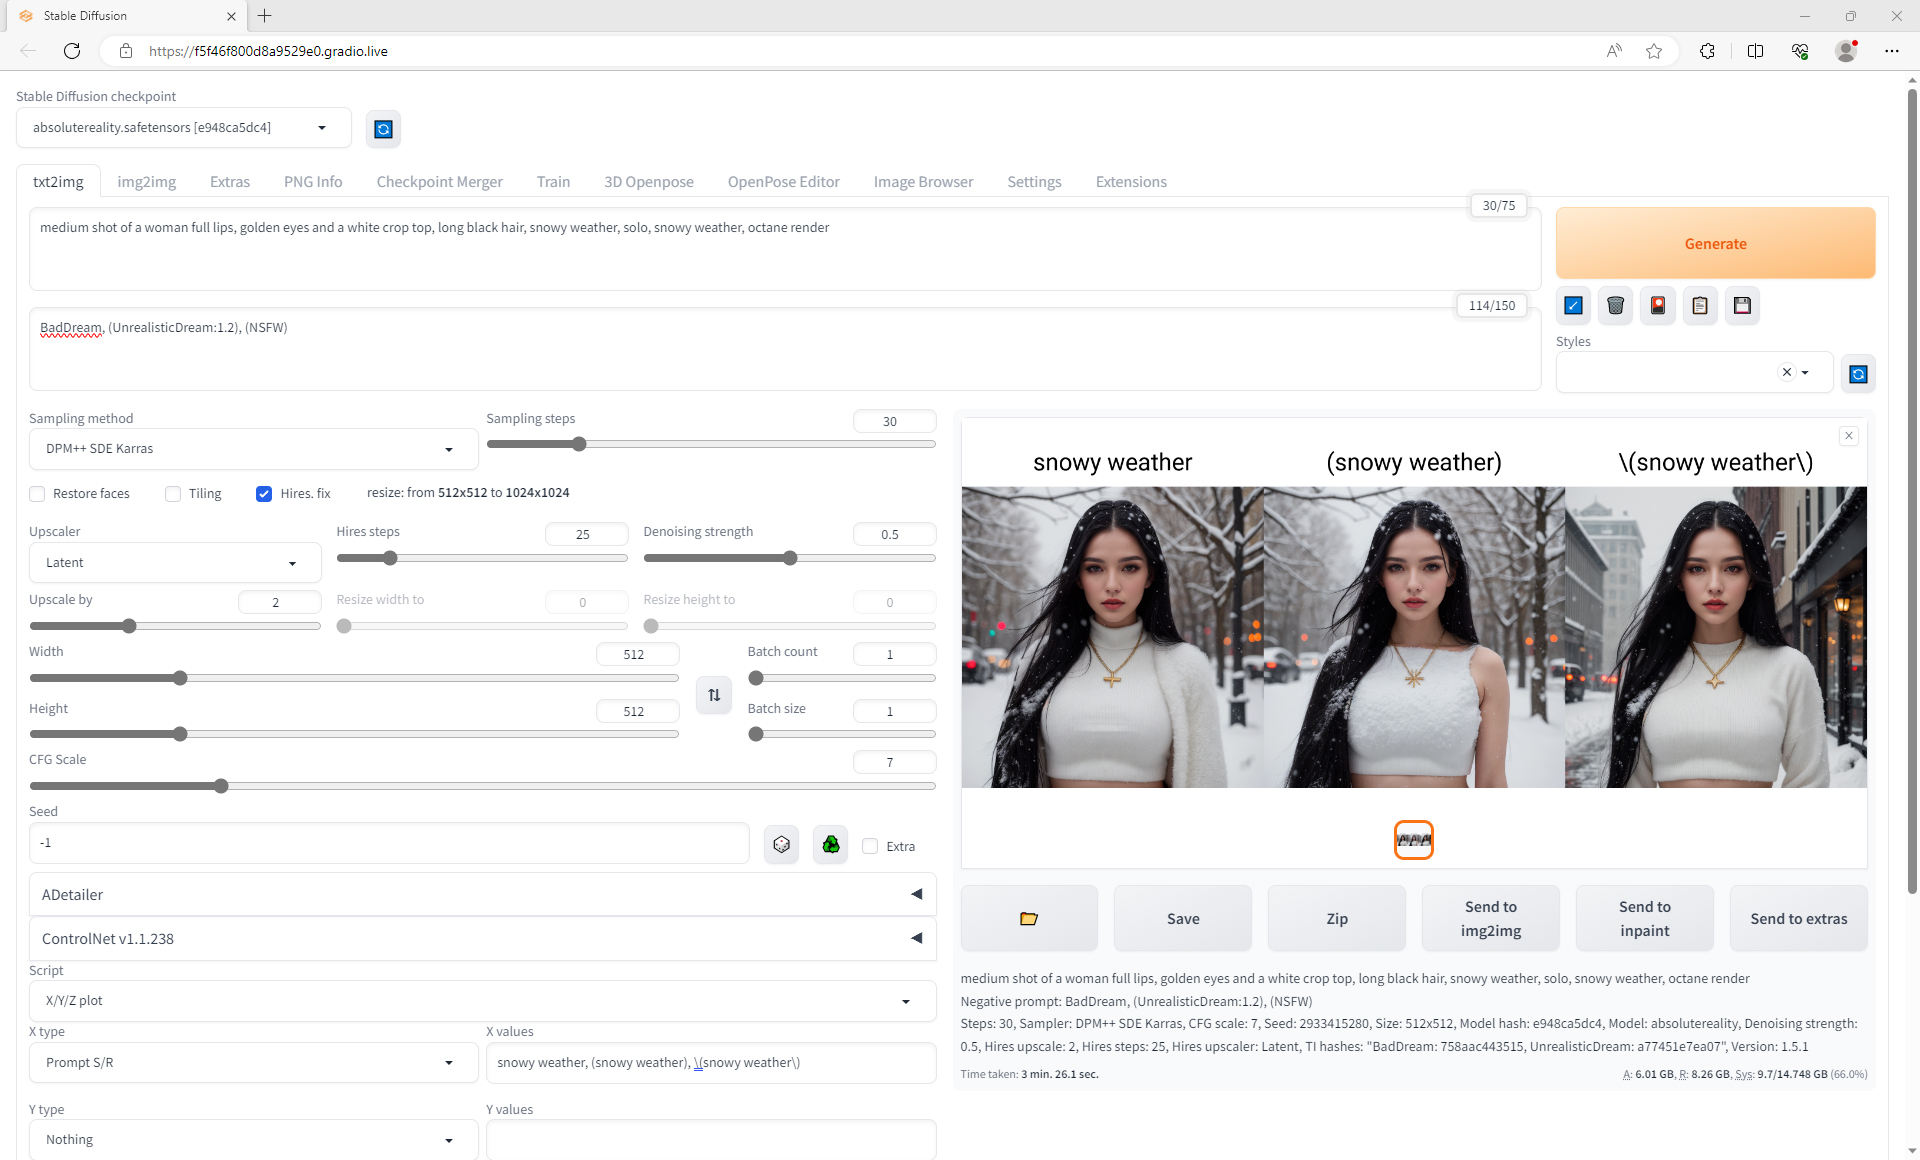 Stable Diffusion
https://f5f46f800d8a9529e0.gradio.live
Stable Diffusion checkpoint
absolutereality.safetensors [e948ca5dc4]
txt2img img2img Extras PNG Info Checkpoint Merger Train 3D Openpose OpenPose Editor Image Browser Settings Extensions
30/75
medium shot of a woman full lips, golden eyes and a white crop top, long black hair, snowy weather, solo, snowy weather, octane render
Generate
114/150
BadDream, (UnrealisticDream:1.2), (NSFW)
Styles
Sampling method
DPM++ SDE Karras
Sampling steps
30
Restore faces
Tiling
Hires. fix
resize: from 512x512 to 1024x1024
Upscaler
Latent
Hires steps
25
Denoising strength
0.5
Upscale by
2
Resize width to
0
Resize height to
0
Width
512
Batch count
1
Height
512
Batch size
1
CFG Scale
7
Seed
-1
Extra
ADetailer
ControlNet v1.1.238
Script
X/Y/Z plot
X type
Prompt S/R
X values
snowy weather, (snowy weather), \(snowy weather\)
Y type
Nothing
Y values
snowy weather
(snowy weather)
\(snowy weather\)
Save
Zip
Send to
img2img
Send to
inpaint
Send to extras
medium shot of a woman full lips, golden eyes and a white crop top, long black hair, snowy weather, solo, snowy weather, octane render
Negative prompt: BadDream, (UnrealisticDream:1.2), (NSFW)
Steps: 30, Sampler: DPM++ SDE Karras, CFG scale: 7, Seed: 2933415280, Size: 512x512, Model hash: e948ca5dc4, Model: absolutereality, Denoising strength:
0.5, Hires upscale: 2, Hires steps: 25, Hires upscaler: Latent, TI hashes: "BadDream: 758aac443515, UnrealisticDream: a77451e7ea07", Version: 1.5.1
Time taken: 3 min. 26.1 sec.
A: 6.01 GB, R: 8.26 GB, Sys: 9.7/14.748 GB (66.0%)